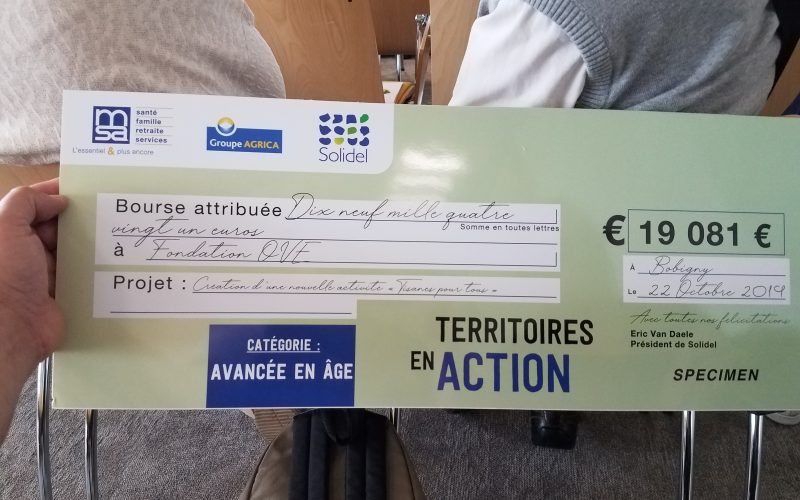 msa
santé
famille
retraite
services
L'essentiel & plus encore
Groupe AGRICA
Solidel
Bourse attribuée Dix neuf mille quatre
vingt un euros
Somme en toutes lettres
à Fondation OVE
Projet : Création d'une nouvelle activité « Tisanes pour tous »
CATÉGORIE :
AVANCÉE EN ÂGE
TERRITOIRES
EN ACTION
€ 19 081 €
À Bobigny
Le 22 Octobre 2019
Avec toutes nos félicitations
Eric Van Daele
Président de Solidel
SPECIMEN